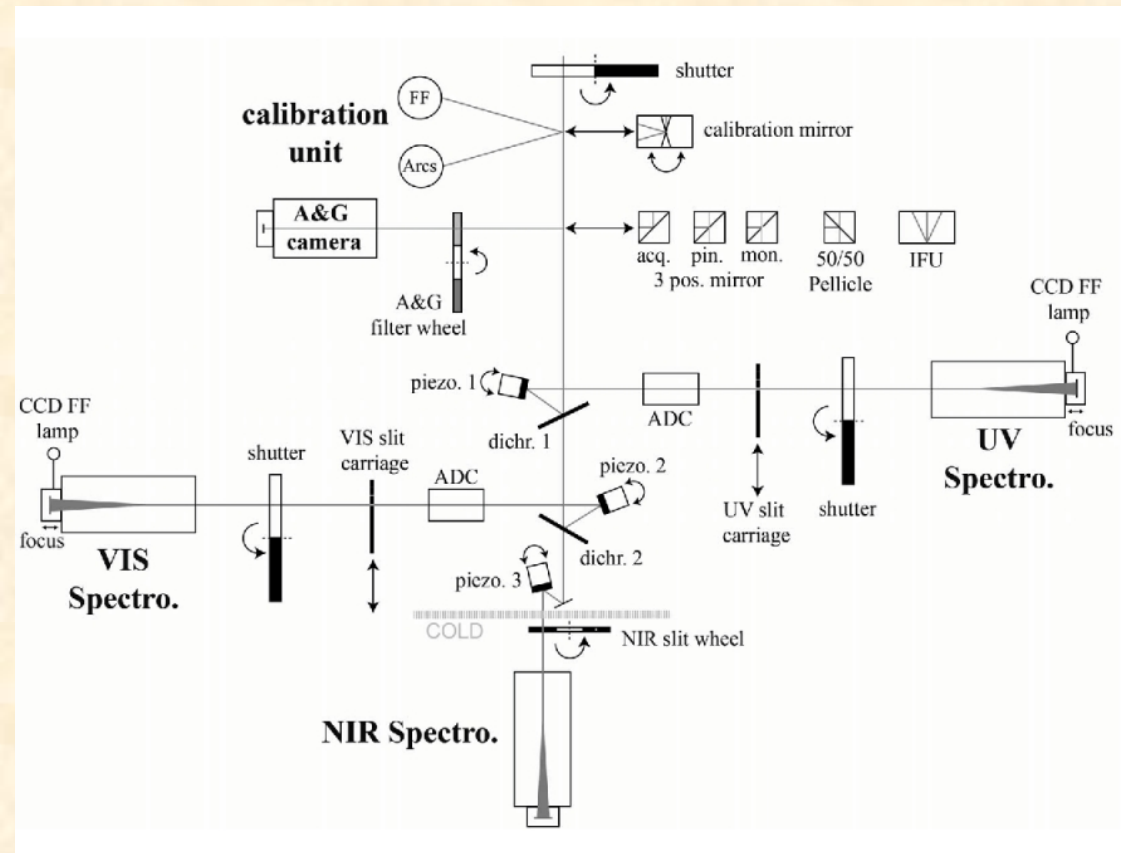 shutter
FF
calibration
unit
calibration mirror
Arcs
A&G
camera
acq. pin. mon. 50/50 IFU
3 pos. mirror Pellicle
A&G
filter wheel
CCD FF
lamp
piezo. 1
ADC
dichr. 1
focus
UV
Spectro.
CCD FF
lamp
VIS slit
carriage
shutter
ADC
piezo. 2
UV slit
carriage
shutter
focus
dichr. 2
VIS
Spectro.
piezo. 3
COLD
NIR slit wheel
NIR Spectro.